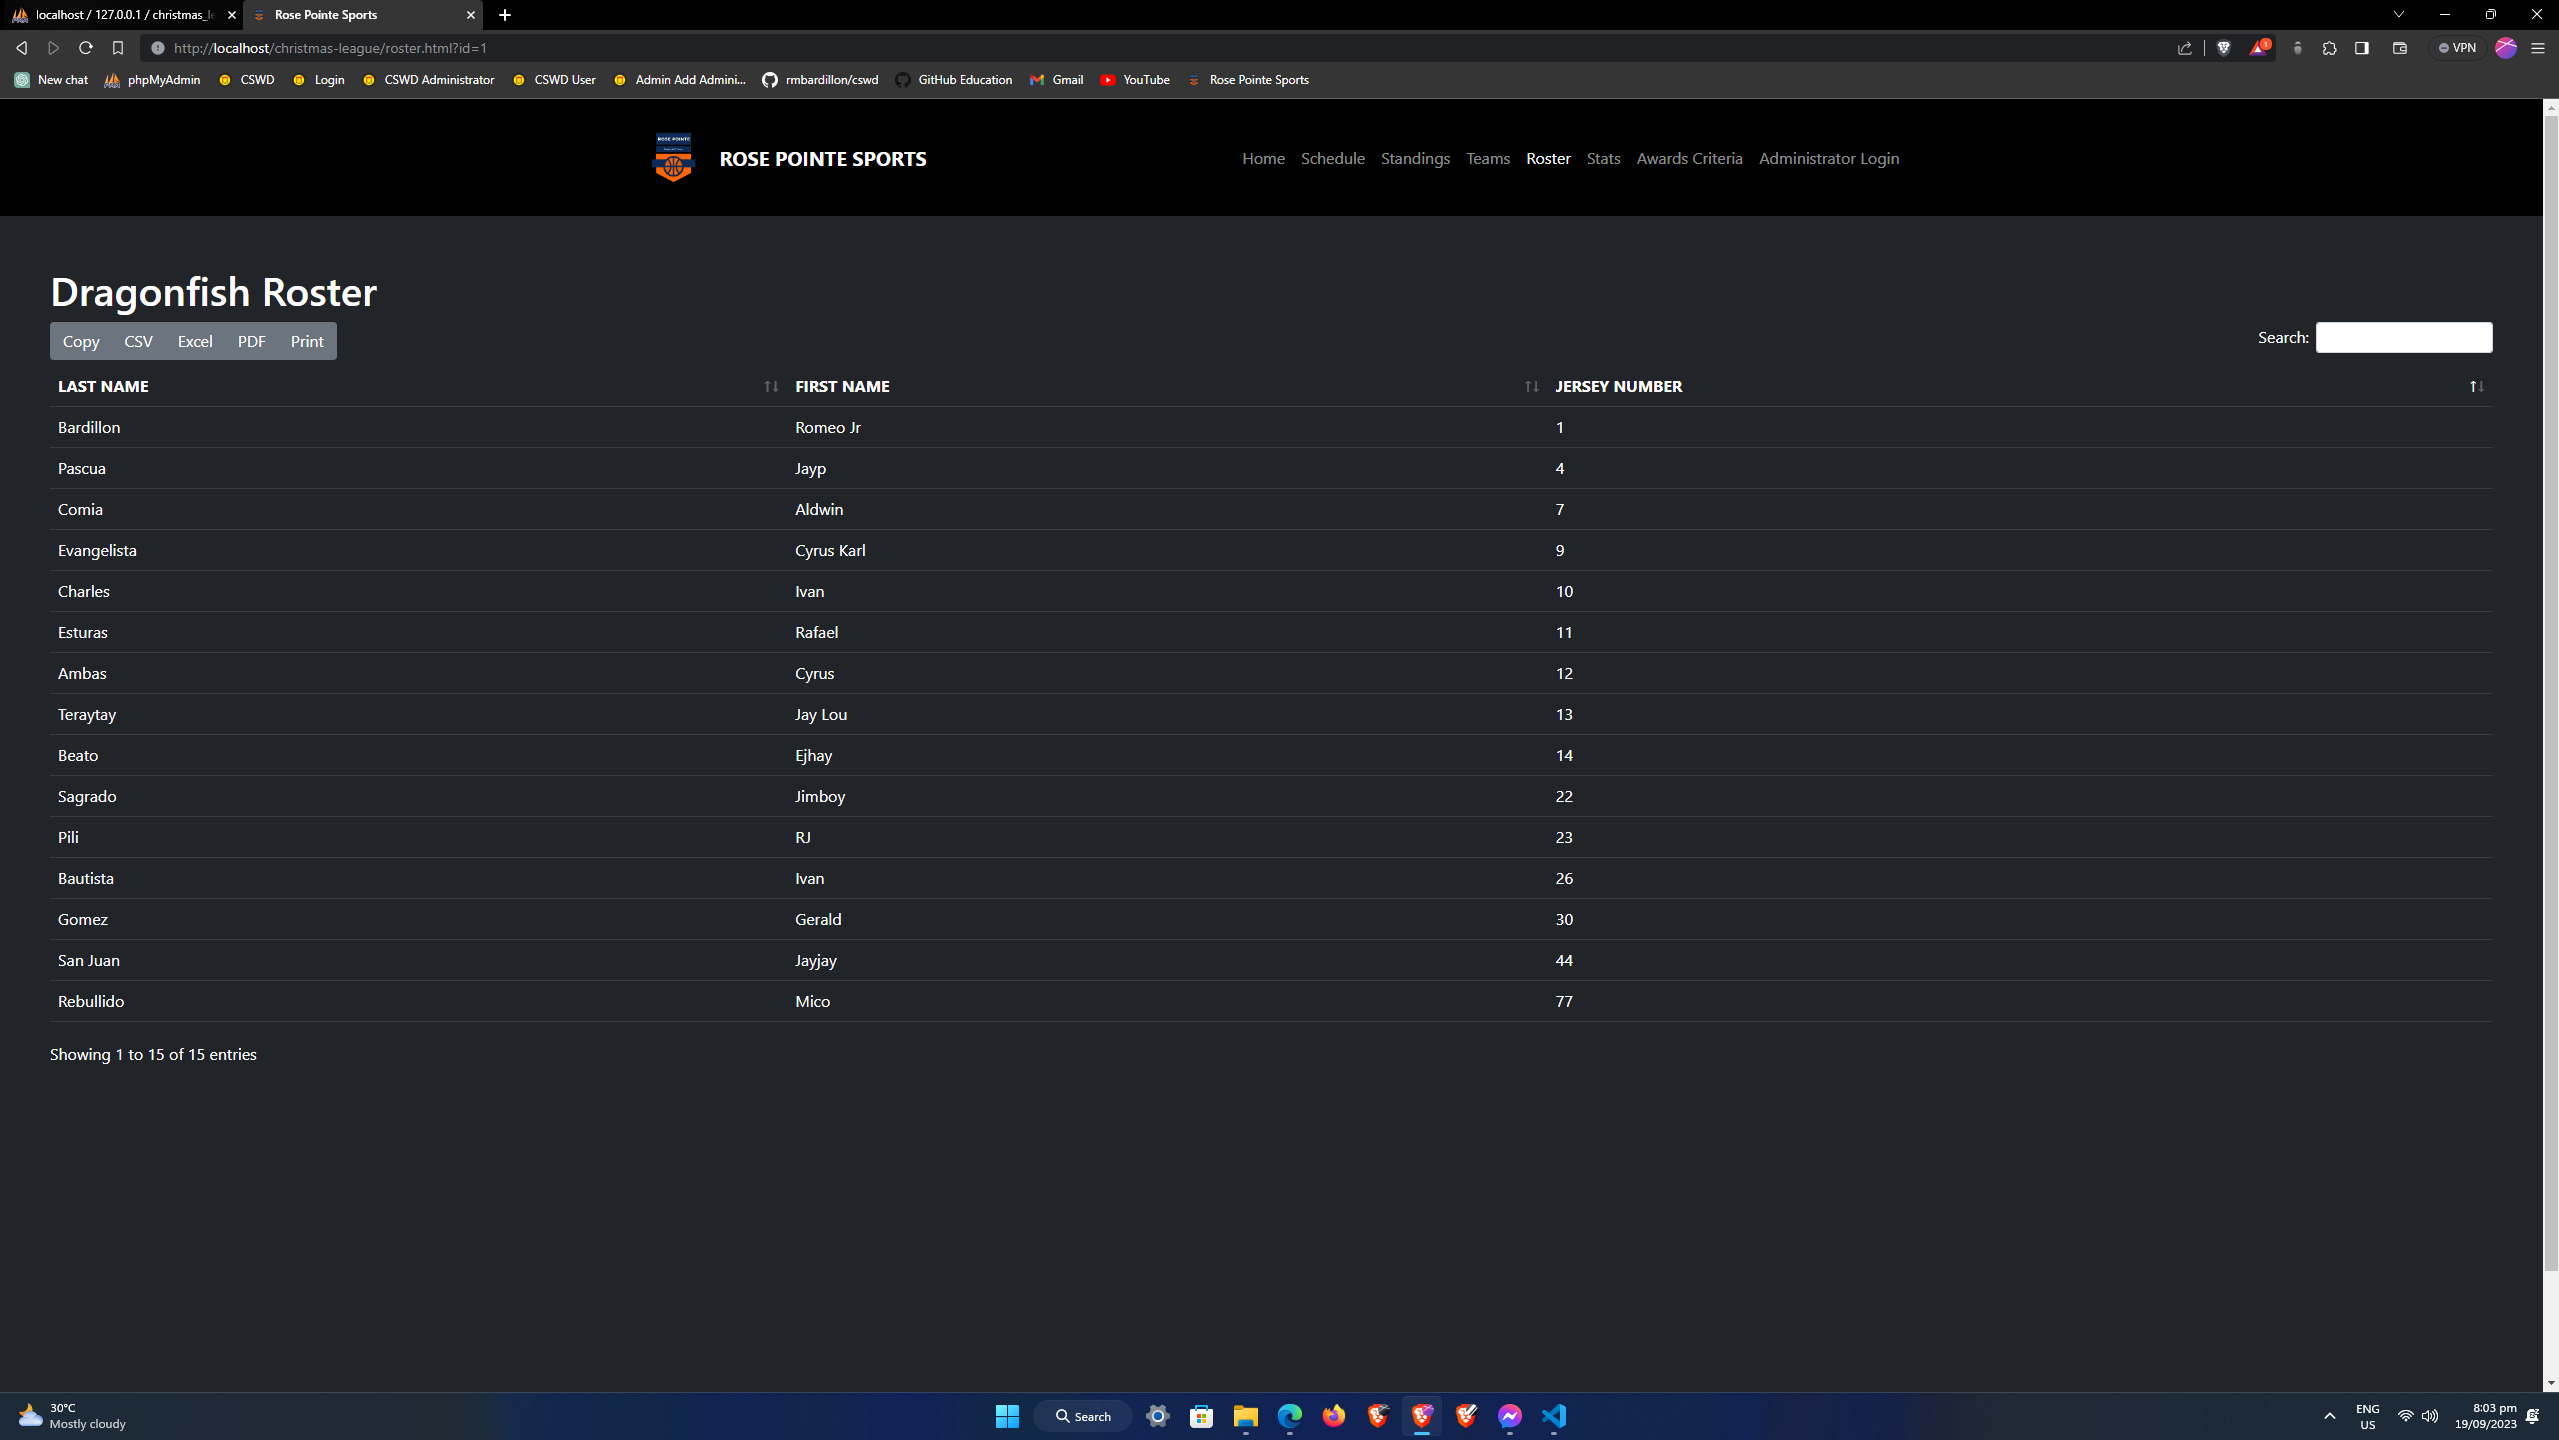 localhost / 127.0.0.1 / christmas_l
Rose Pointe Sports
http://localhost/christmas-league/roster.html?id=1
VPN
New chat
phpMyAdmin
CSWD
Login
CSWD Administrator
CSWD User
Admin Add Admini...
rmbardillon/cswd
GitHub Education
Gmail
YouTube
Rose Pointe Sports
ROSE POINTE
ROSE POINTE SPORTS
Home Schedule Standings Teams Roster Stats Awards Criteria Administrator Login
Dragonfish Roster
Copy CSV Excel PDF Print
Search:
LAST NAME FIRST NAME JERSEY NUMBER
Bardillon Romeo Jr 1
Pascua Jayp 4
Comia Aldwin 7
Evangelista Cyrus Karl 9
Charles Ivan 10
Esturas Rafael 11
Ambas Cyrus 12
Teraytay Jay Lou 13
Beato Ejhay 14
Sagrado Jimboy 22
Pili RJ 23
Bautista Ivan 26
Gomez Gerald 30
San Juan Jayjay 44
Rebullido Mico 77
Showing 1 to 15 of 15 entries
30°C
Mostly cloudy
Search
ENG
US
8:03 pm
19/09/2023